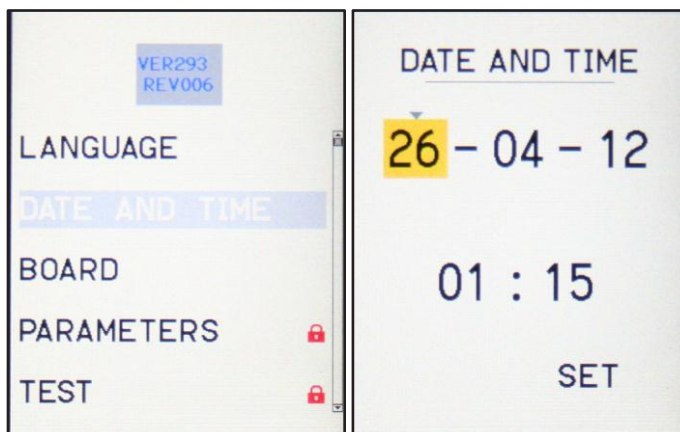 VER293
REV006
LANGUAGE
DATE AND TIME
BOARD
PARAMETERS
TEST
DATE AND TIME
26 - 04 - 12
01 : 15
SET